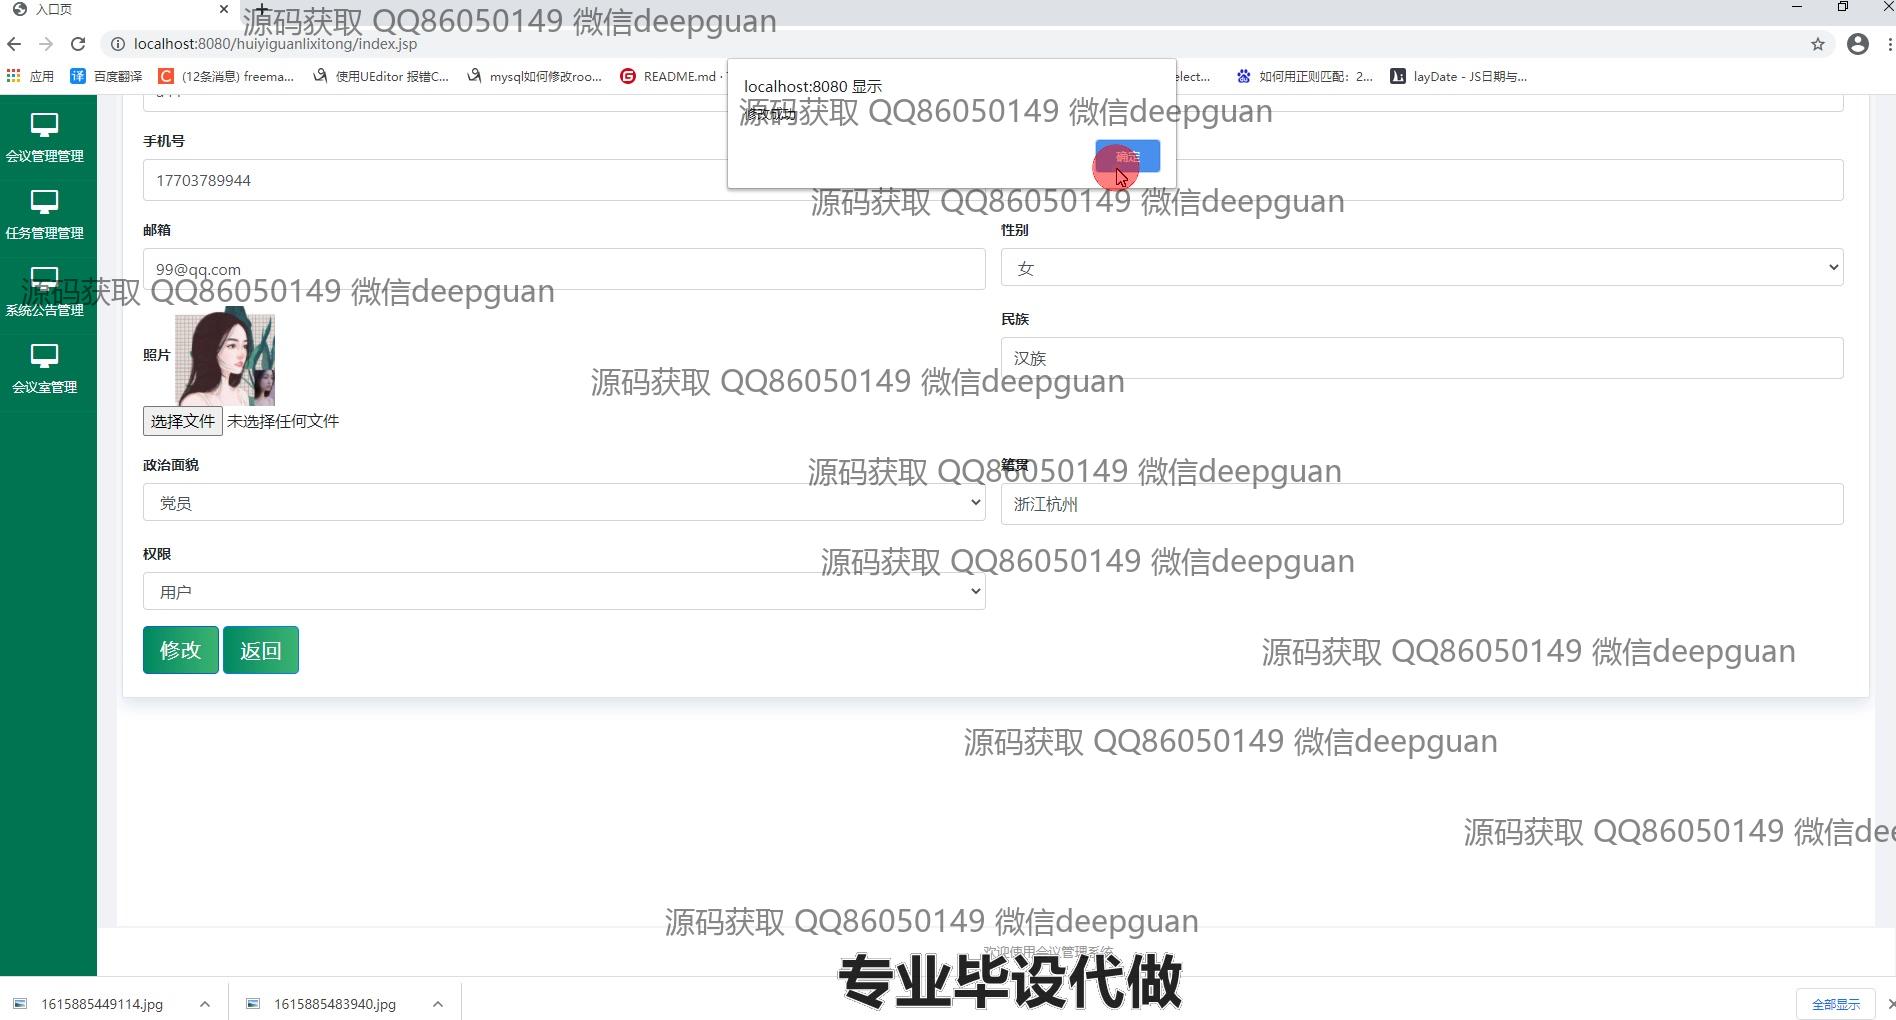 入口页
源码获取 QQ86050149 微信deepguan
localhost:8080/huiyiguanlixitong/index.jsp
应用 百度翻译 (12条消息) freema... 使用UEditor 报错C... mysql如何修改roo... README.md · elect... 如何用正则匹配：2... layDate - JS日期与...
localhost:8080 显示
修改成功
源码获取 QQ86050149 微信deepguan
确定
会议管理管理
手机号
17703789944
源码获取 QQ86050149 微信deepguan
任务管理管理
邮箱
性别
99@qq.com
女
源码获取 QQ86050149 微信deepguan
系统公告管理
照片
民族
汉族
会议室管理
源码获取 QQ86050149 微信deepguan
选择文件 未选择任何文件
政治面貌
籍贯
源码获取 QQ86050149 微信deepguan
党员
浙江杭州
权限
源码获取 QQ86050149 微信deepguan
用户
修改 返回
源码获取 QQ86050149 微信deepguan
源码获取 QQ86050149 微信deepguan
源码获取 QQ86050149 微信dee
源码获取 QQ86050149 微信deepguan
欢迎使用会议管理系统
专业毕设代做
1615885449114.jpg 1615885483940.jpg 全部显示